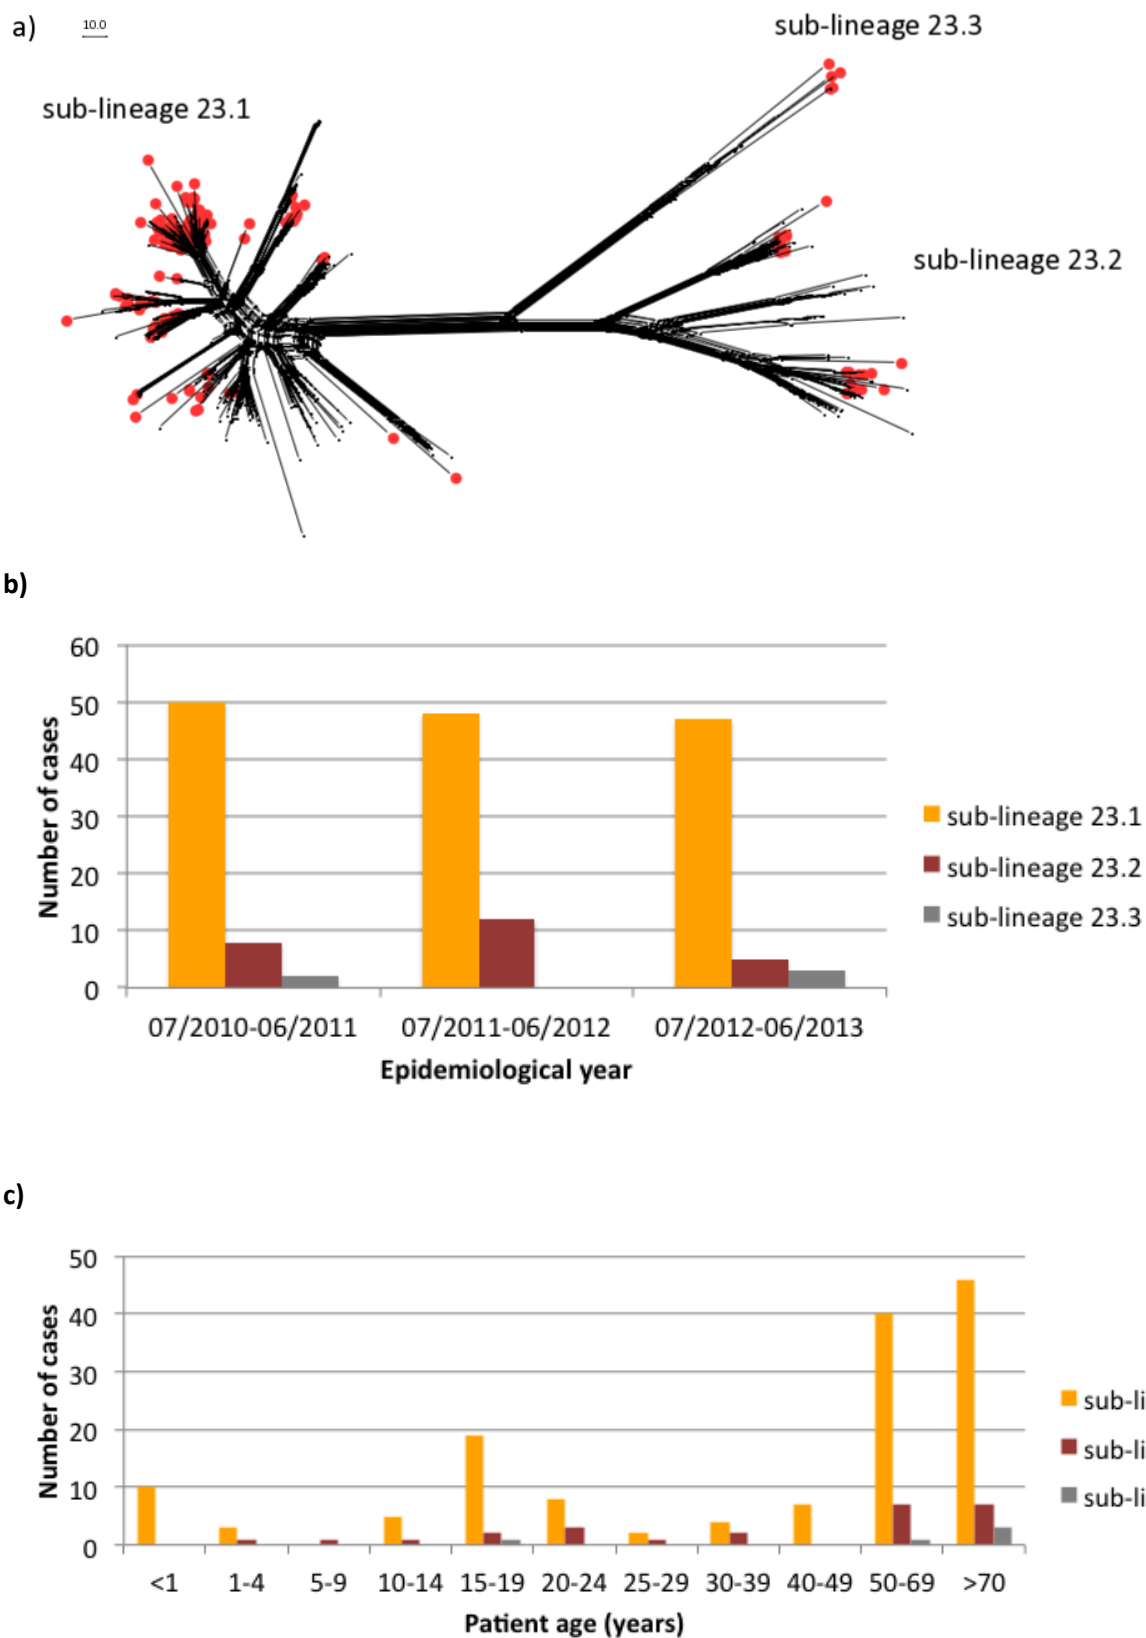 a)
10.0
sub-lineage 23.3
sub-lineage 23.1
sub-lineage 23.2
b)
60
50
40
30
20
10
0
Number of cases
07/2010-06/2011
07/2011-06/2012
07/2012-06/2013
Epidemiological year
sub-lineage 23.1
sub-lineage 23.2
sub-lineage 23.3
c)
50
40
30
20
10
0
Number of cases
<1
1-4
5-9
10-14
15-19
20-24
25-29
30-39
40-49
50-69
>70
Patient age (years)
sub-li
sub-li
sub-li